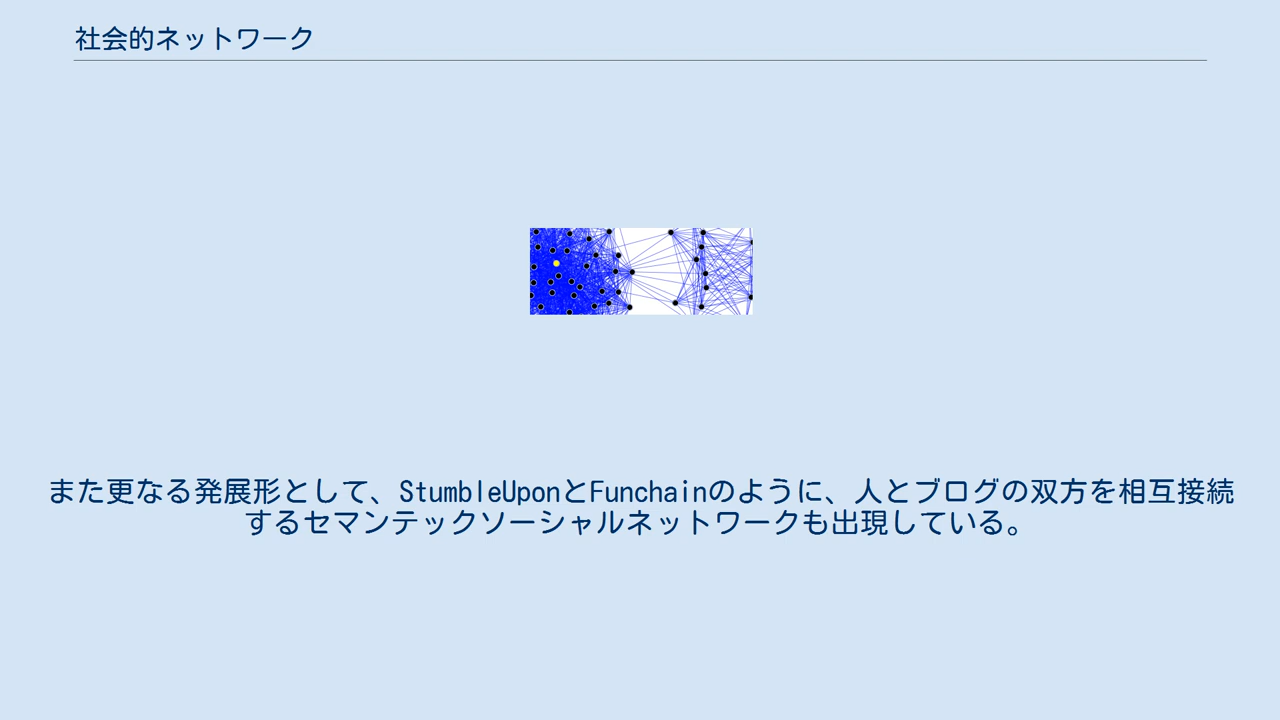 社会的ネットワーク
また更なる発展形として、StumbleUponとFunchainのように、人とブログの双方を相互接続
するセマンテックソーシャルネットワークも出現している。